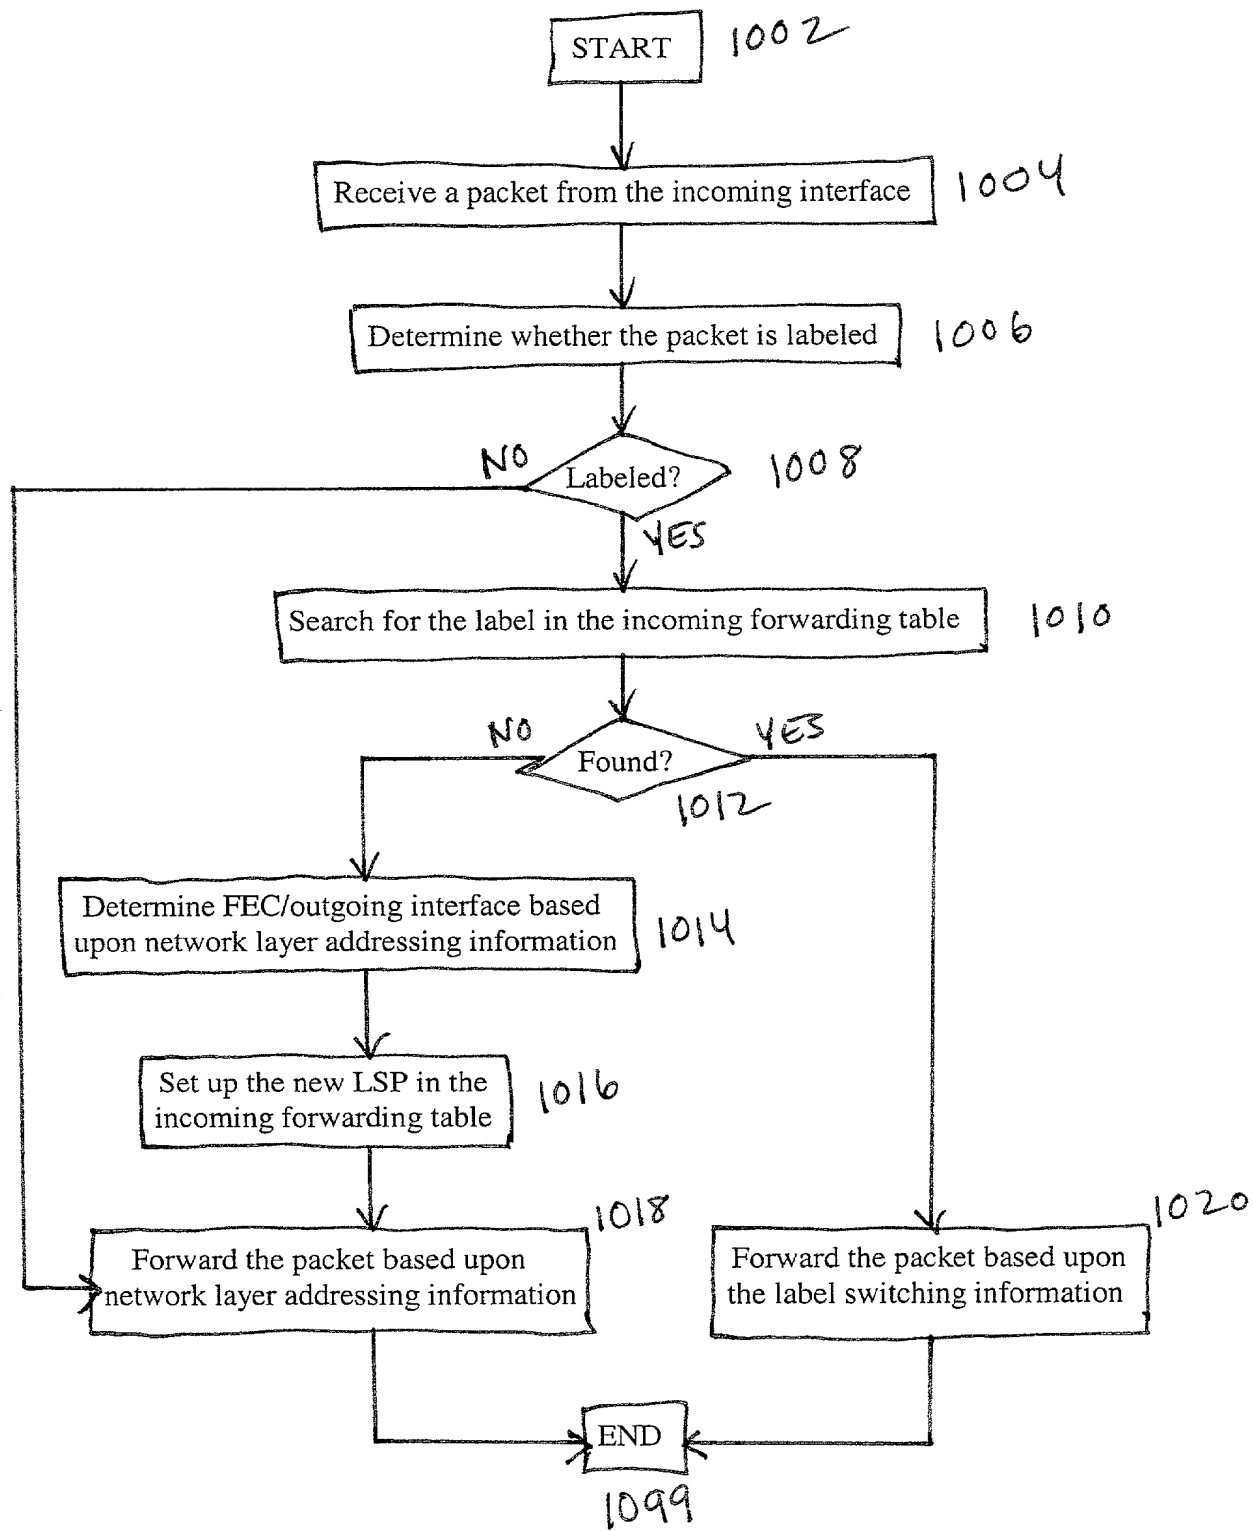 START 1002
Receive a packet from the incoming interface 1004
Determine whether the packet is labeled 1006
NO
Labeled? 1008
YES
Search for the label in the incoming forwarding table 1010
NO YES
Found?
1012
Determine FEC/outgoing interface based
upon network layer addressing information 1014
Set up the new LSP in the
incoming forwarding table 1016
1018
Forward the packet based upon
network layer addressing information
1020
Forward the packet based upon
the label switching information
END
1099